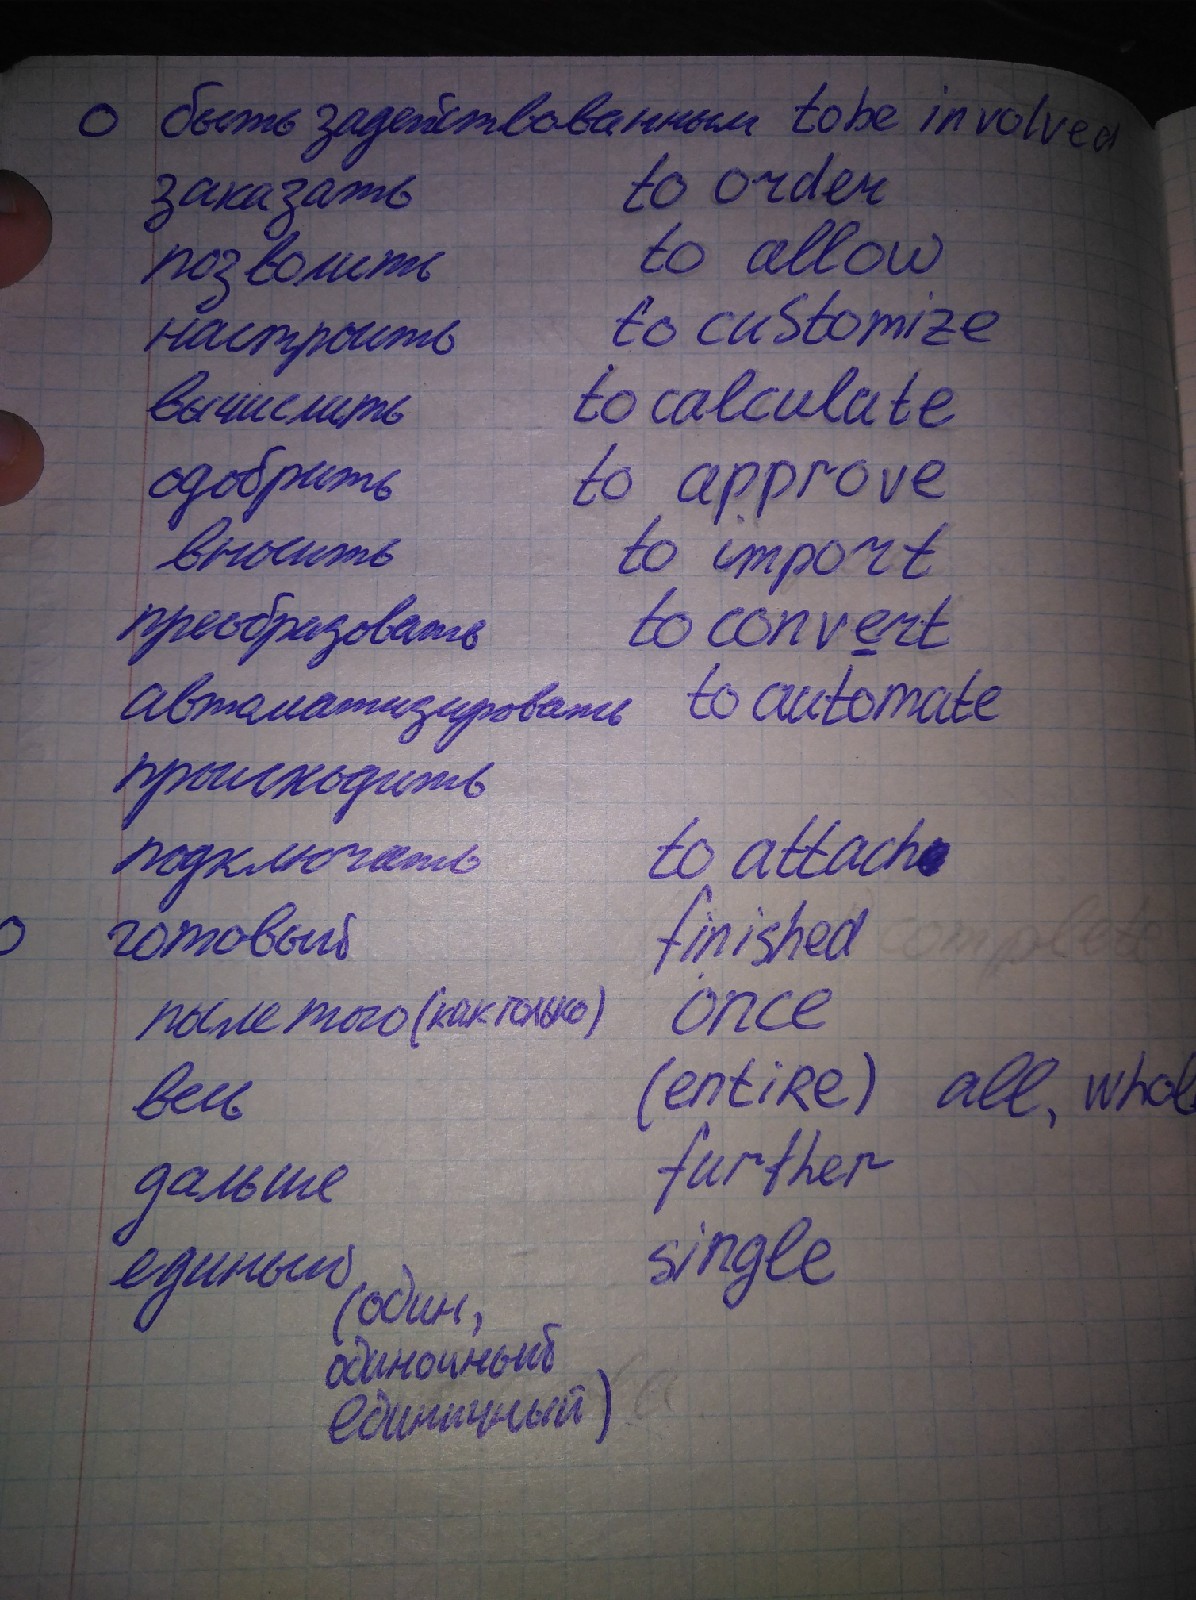 быть задействованным to be involved
заказать to order
позволить to allow
настроить to customize
вычислить to calculate
одобрить to approve
вносить to import
преобразовать to convert
автоматизировать to automate
происходить
подключать to attach
готовый finished complete
после того (как только) once
весь (entire) all, whole
дальше further
единый single
(один,
одиночный
единичный)